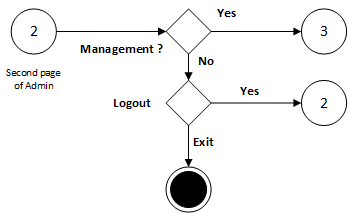 Yes
2
3
Management ?
No
Second page
of Admin
Yes
Logout
2
Exit